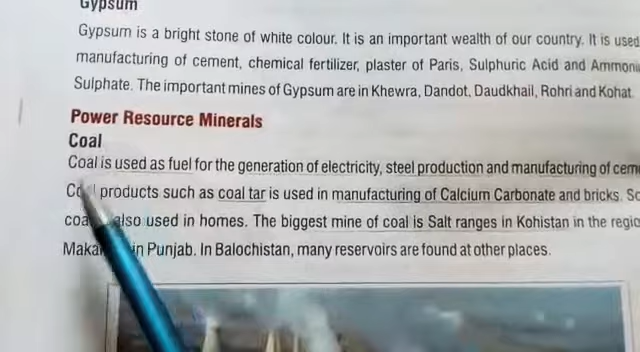 Gypsum
Gypsum is a bright stone of white colour. It is an important wealth of our country. It is used
manufacturing of cement, chemical fertilizer, plaster of Paris, Sulphuric Acid and
Sulphate. The important mines of Gypsum are in Khewra, Dandot, Daudkhail, Rohri and Kohat.
Power Resource Minerals
Coal
Coal is used as fuel for the generation of electricity, steel production and manufacturing of
products such as coal tar is used in manufacturing of Calcium Carbonate and bricks.
also used in homes. The biggest mine of coal is Salt ranges in Kohistan in the
in Punjab. In Balochistan, many reservoirs are found at other places.